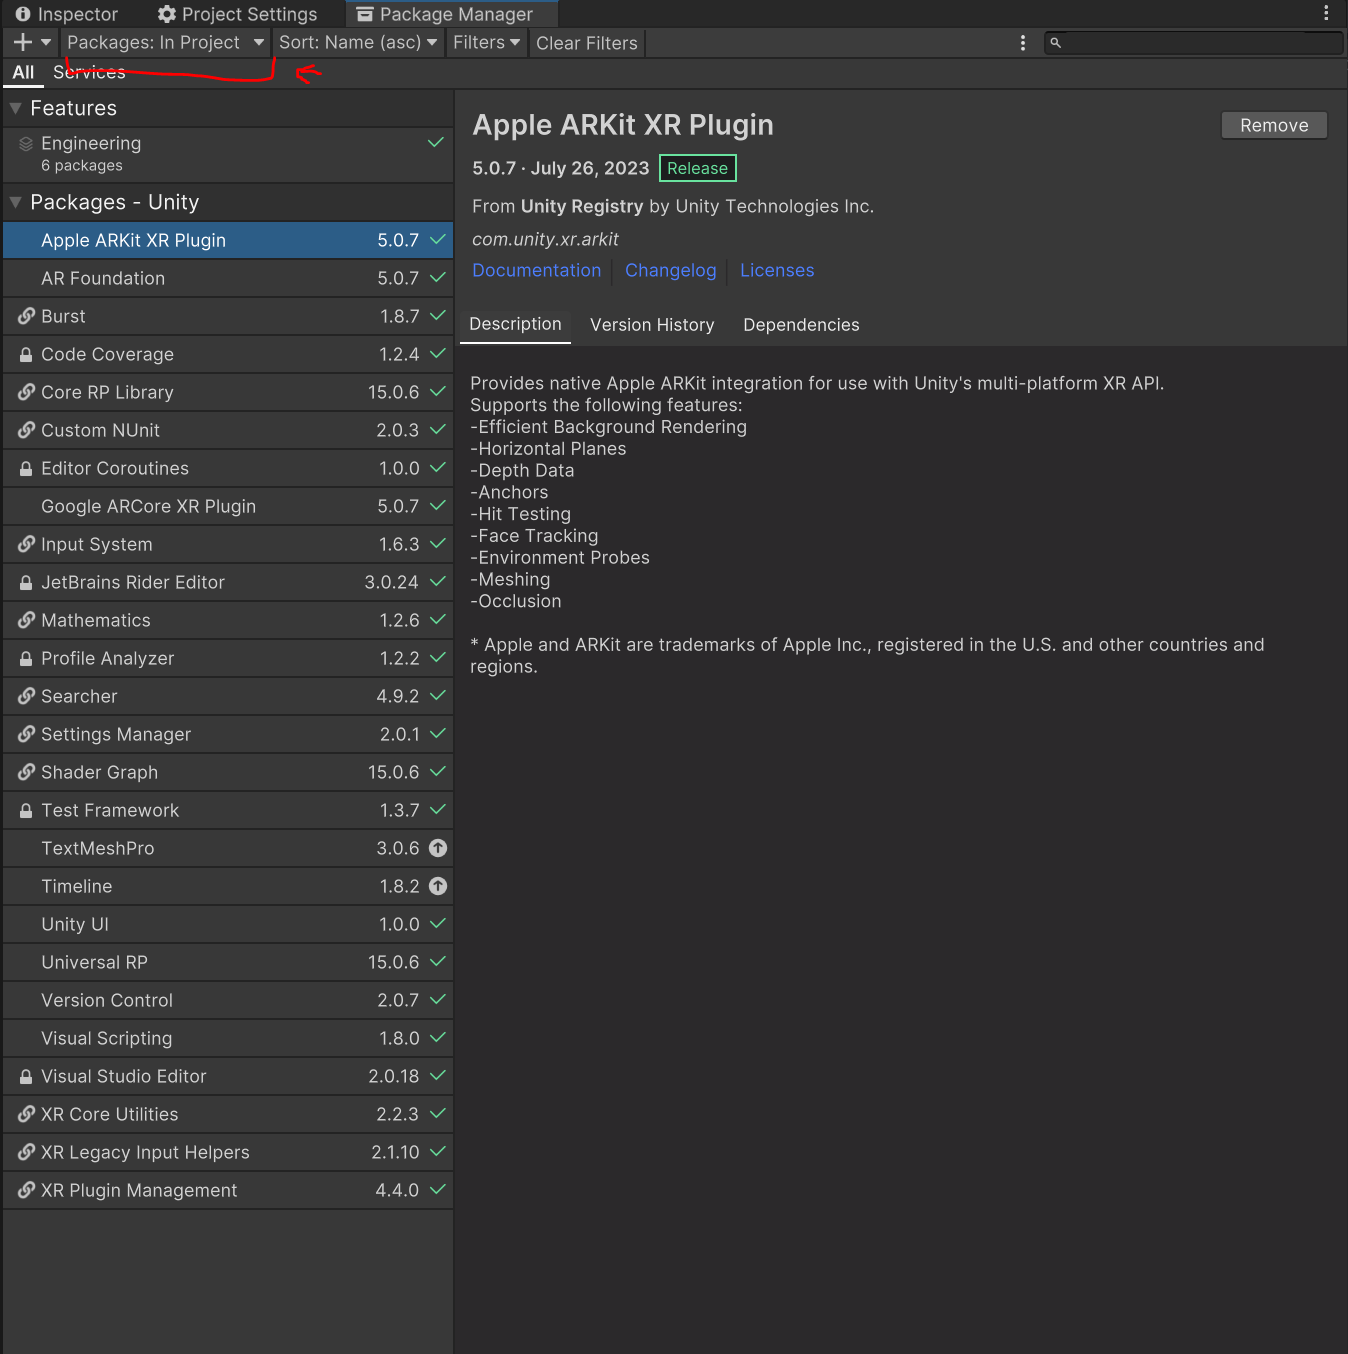 Inspector Project Settings Package Manager
Packages: In Project Sort: Name (asc) Filters Clear Filters
All Services
Features
Engineering
6 packages
Packages - Unity
Apple ARKit XR Plugin 5.0.7
AR Foundation 5.0.7
Burst 1.8.7
Code Coverage 1.2.4
Core RP Library 15.0.6
Custom NUnit 2.0.3
Editor Coroutines 1.0.0
Google ARCore XR Plugin 5.0.7
Input System 1.6.3
JetBrains Rider Editor 3.0.24
Mathematics 1.2.6
Profile Analyzer 1.2.2
Searcher 4.9.2
Settings Manager 2.0.1
Shader Graph 15.0.6
Test Framework 1.3.7
TextMeshPro 3.0.6
Timeline 1.8.2
Unity UI 1.0.0
Universal RP 15.0.6
Version Control 2.0.7
Visual Scripting 1.8.0
Visual Studio Editor 2.0.18
XR Core Utilities 2.2.3
XR Legacy Input Helpers 2.1.10
XR Plugin Management 4.4.0
Apple ARKit XR Plugin
Remove
5.0.7 · July 26, 2023 Release
From Unity Registry by Unity Technologies Inc.
com.unity.xr.arkit
Documentation Changelog Licenses
Description Version History Dependencies
Provides native Apple ARKit integration for use with Unity's multi-platform XR API.
Supports the following features:
-Efficient Background Rendering
-Horizontal Planes
-Depth Data
-Anchors
-Hit Testing
-Face Tracking
-Environment Probes
-Meshing
-Occlusion
* Apple and ARKit are trademarks of Apple Inc., registered in the U.S. and other countries and
regions.